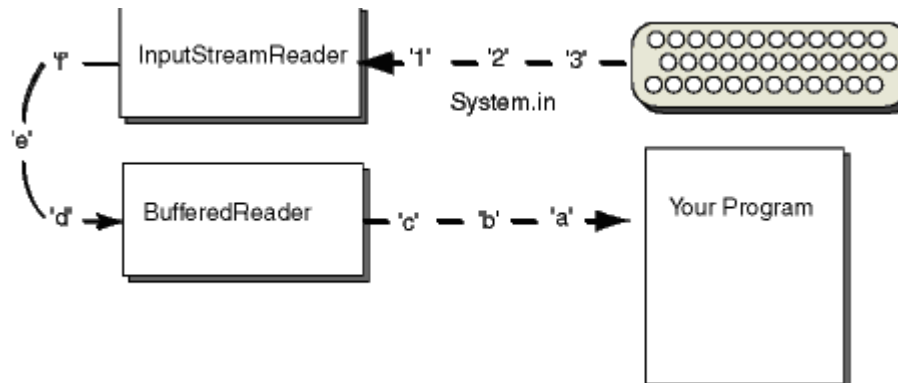 InputStreamReader
'1' '2' '3'
System.in
'f'
'e'
'd'
BufferedReader
'c' 'b' 'a'
Your Program